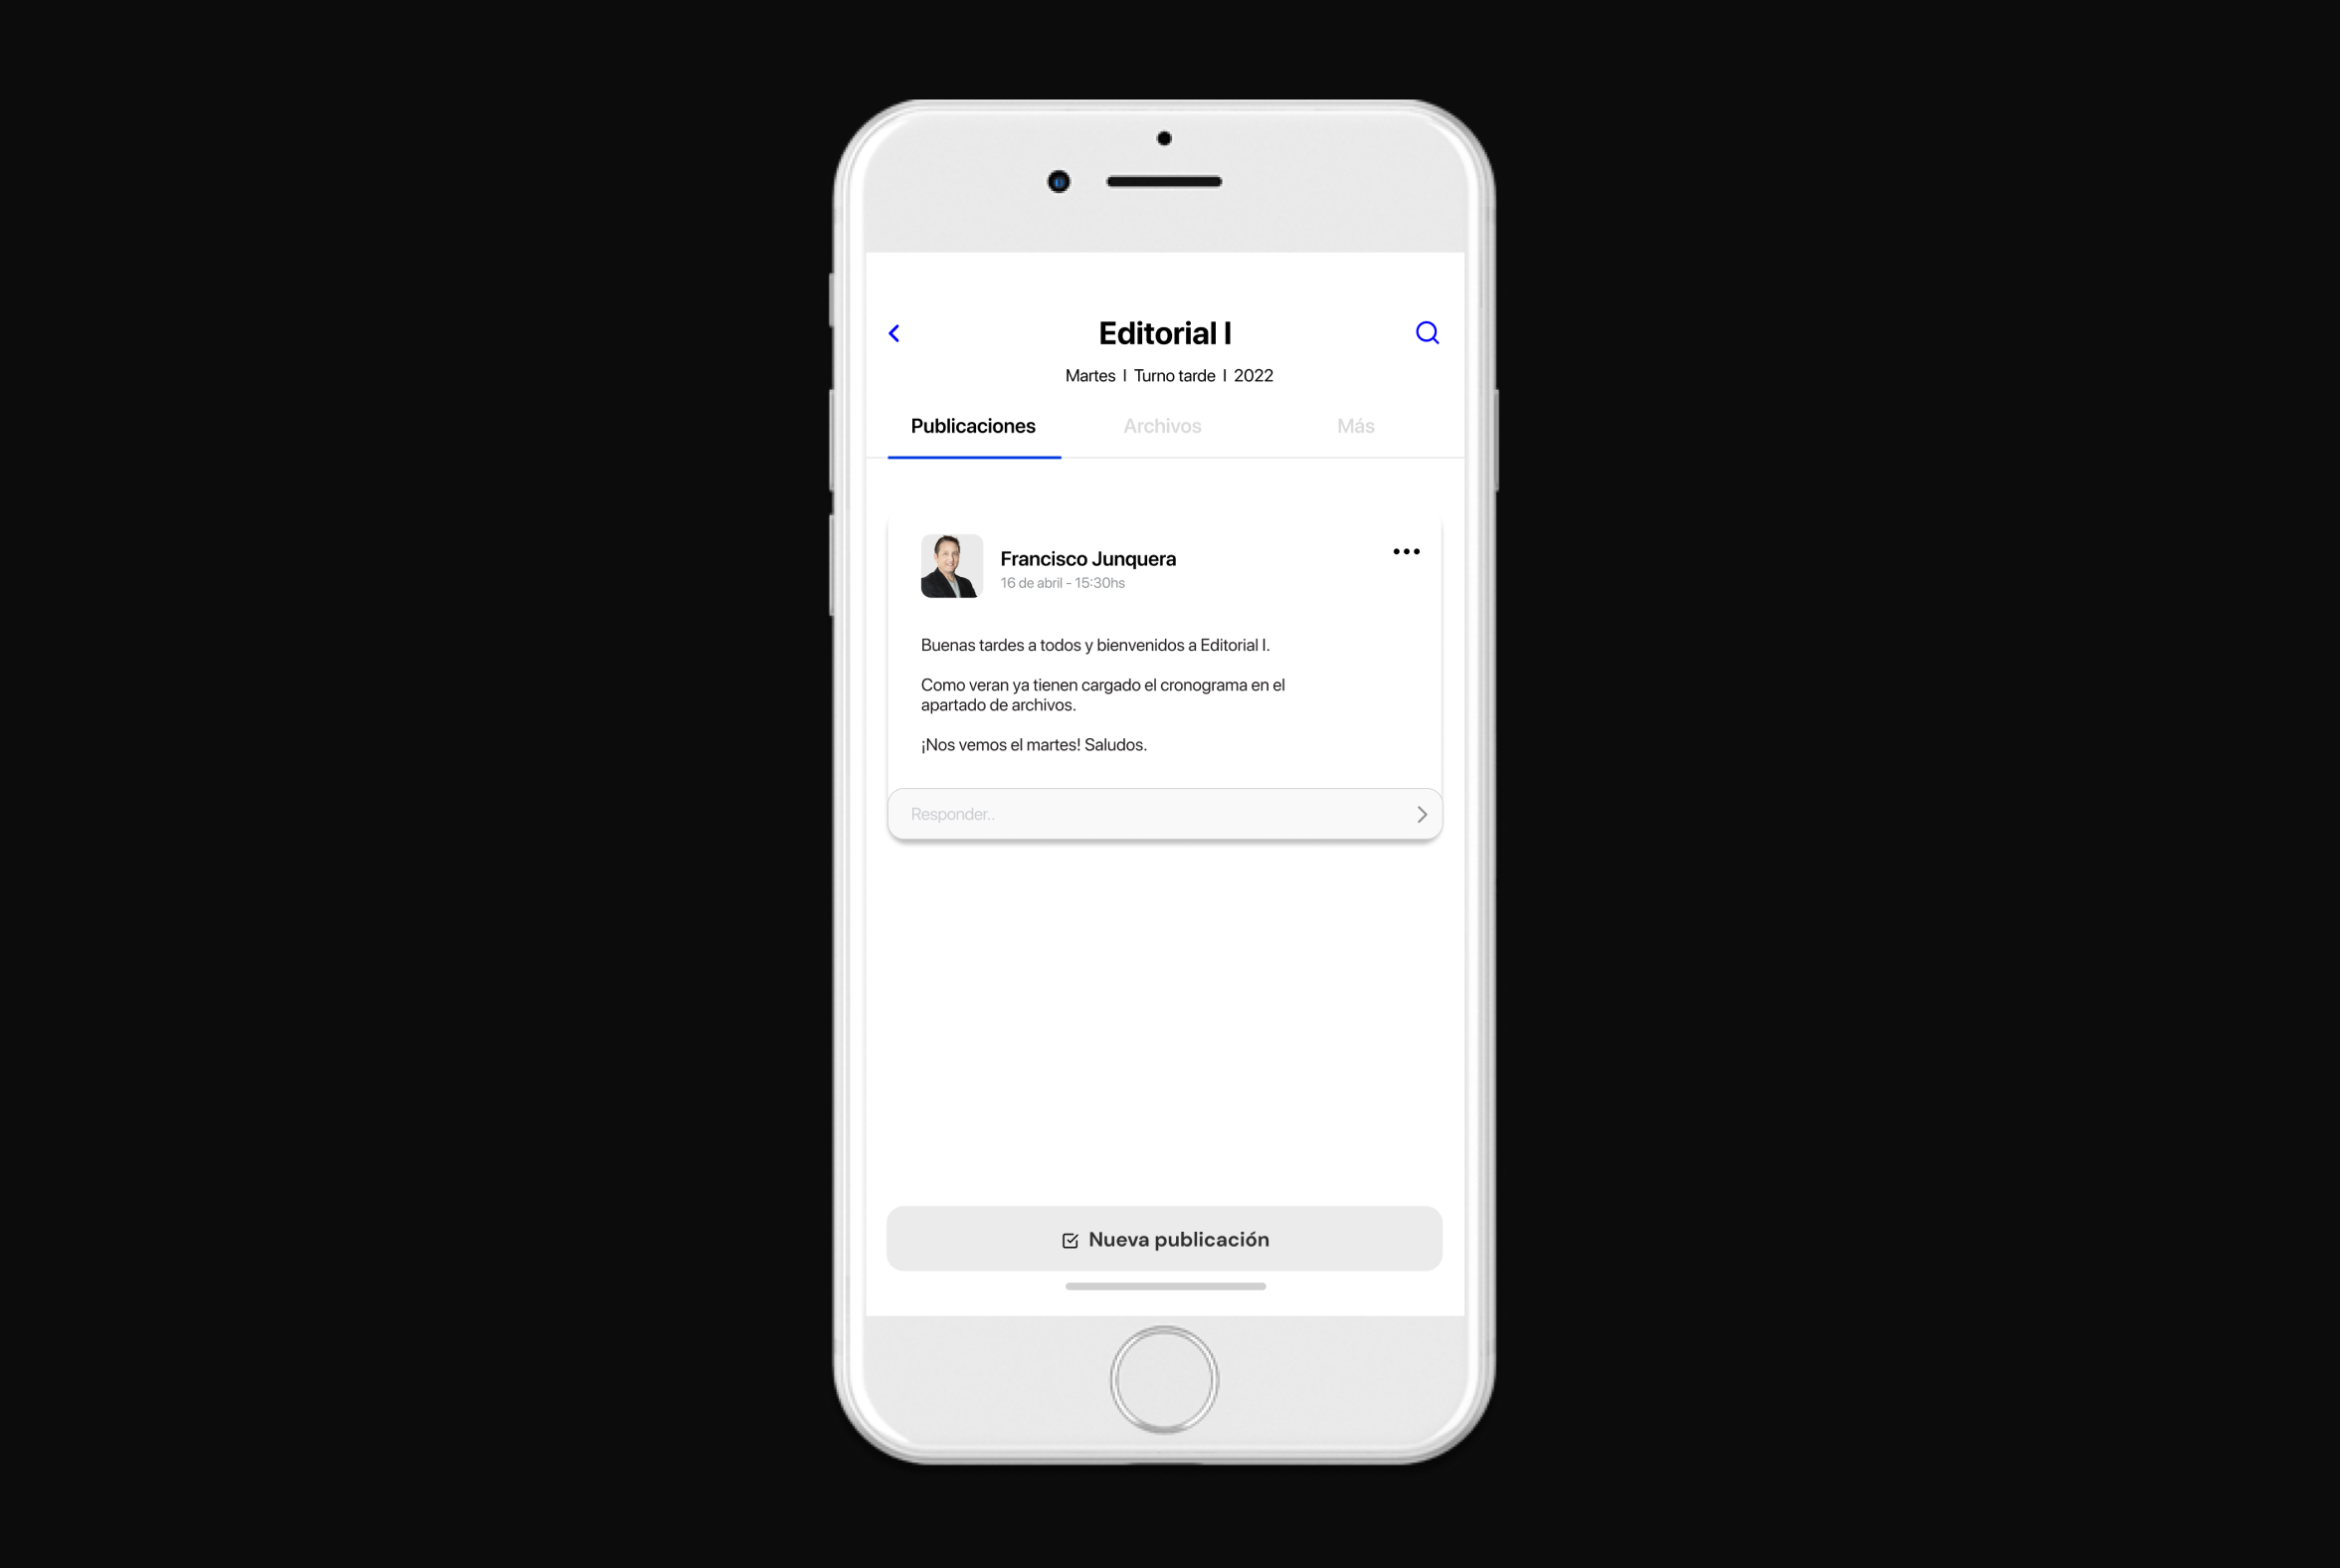 Editorial I
Martes I Turno tarde I 2022
Publicaciones Archivos Más
Francisco Junquera
16 de abril - 15:30hs
Buenas tardes a todos y bienvenidos a Editorial I.
Como veran ya tienen cargado el cronograma en el
apartado de archivos.
¡Nos vemos el martes! Saludos.
Responder..
Nueva publicación